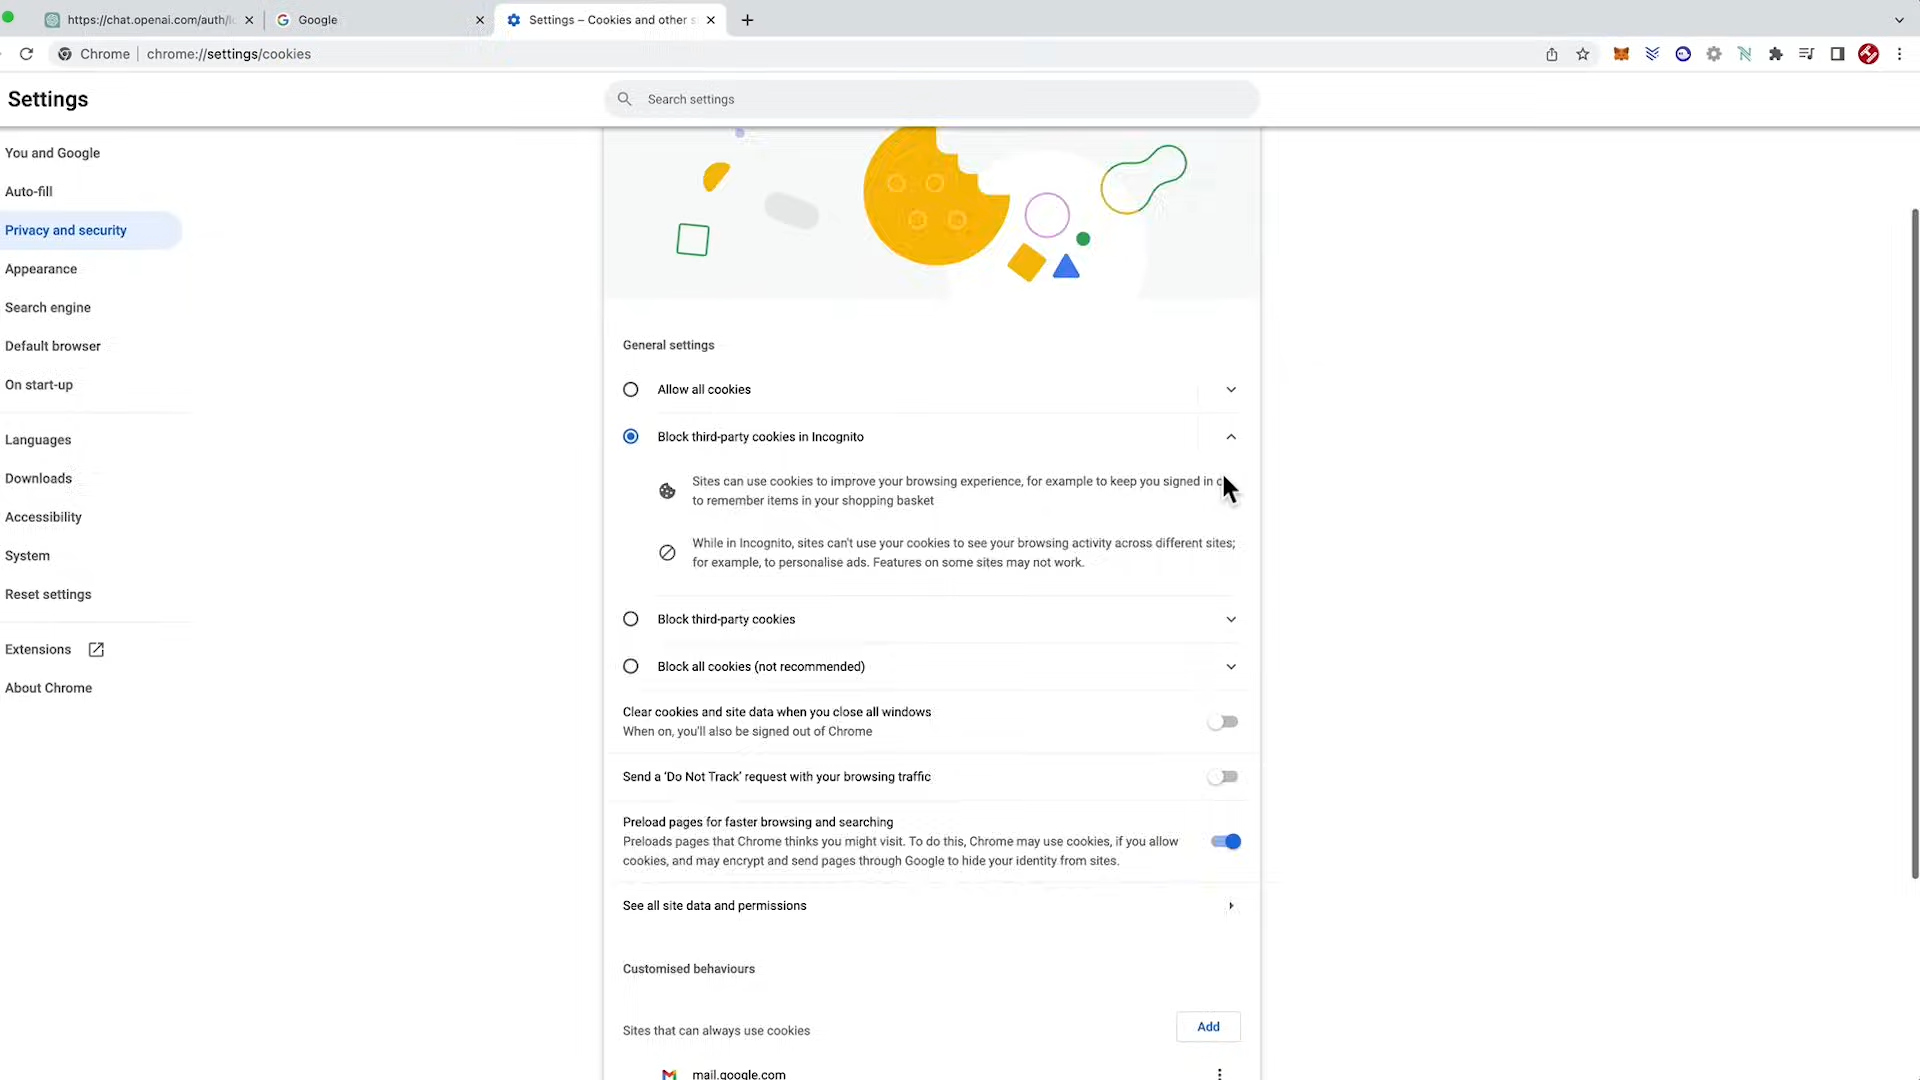 https://chat.openai.com/auth/l
Google
Settings – Cookies and other s
Chrome
chrome://settings/cookies
Settings
Search settings
You and Google
Auto-fill
Privacy and security
Appearance
Search engine
Default browser
On start-up
Languages
Downloads
Accessibility
System
Reset settings
Extensions
About Chrome
General settings
Allow all cookies
Block third-party cookies in Incognito
Sites can use cookies to improve your browsing experience, for example to keep you signed in
to remember items in your shopping basket
While in Incognito, sites can't use your cookies to see your browsing activity across different sites;
for example, to personalise ads. Features on some sites may not work.
Block third-party cookies
Block all cookies (not recommended)
Clear cookies and site data when you close all windows
When on, you'll also be signed out of Chrome
Send a 'Do Not Track' request with your browsing traffic
Preload pages for faster browsing and searching
Preloads pages that Chrome thinks you might visit. To do this, Chrome may use cookies, if you allow
cookies, and may encrypt and send pages through Google to hide your identity from sites.
See all site data and permissions
Customised behaviours
Sites that can always use cookies
Add
mail.google.com